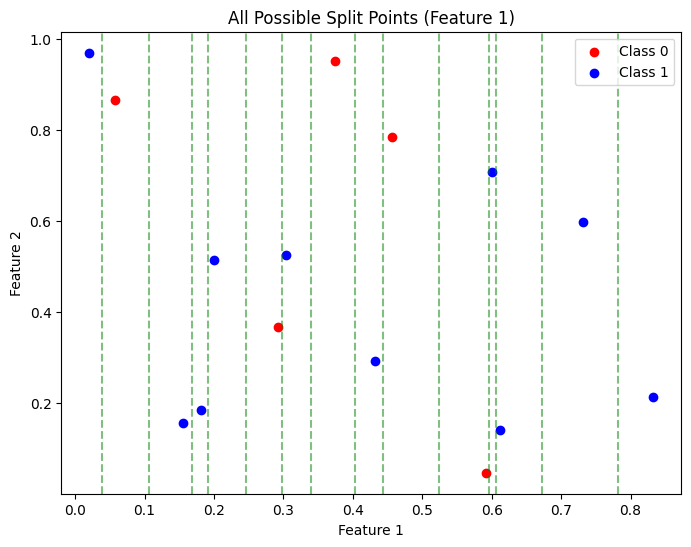 All Possible Split Points (Feature 1)
Class 0
Class 1
1.0
0.8
0.6
0.4
0.2
Feature 2
0.0 0.1 0.2 0.3 0.4 0.5 0.6 0.7 0.8
Feature 1